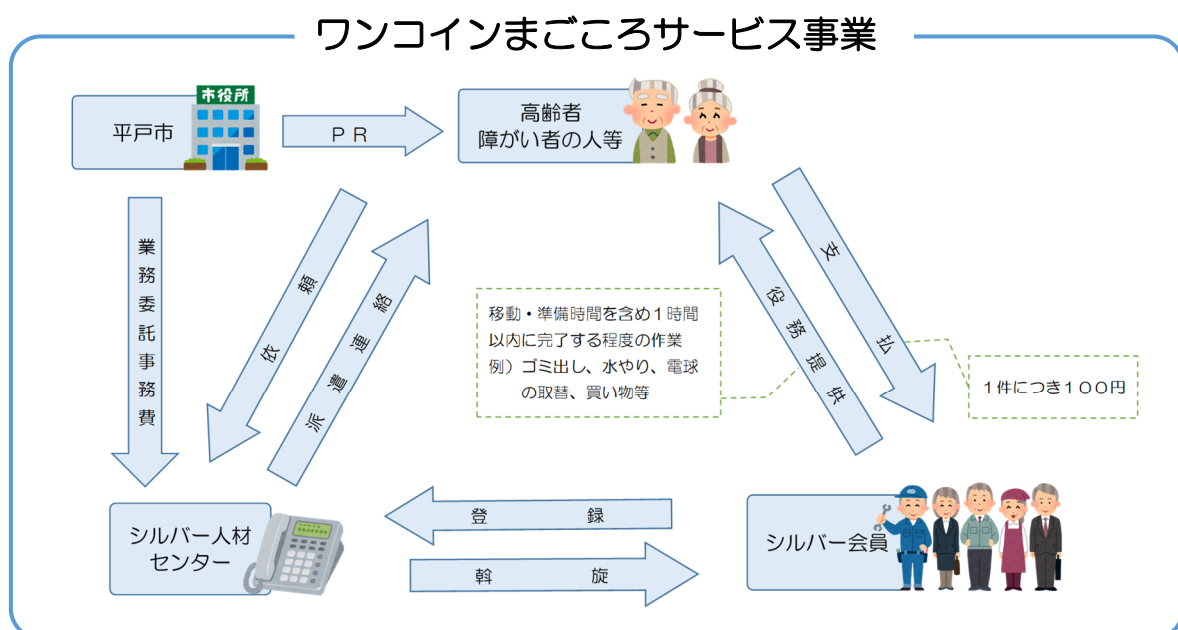 ワンコインまごころサービス事業
市役所
平戸市
ＰＲ
高齢者
障がい者の人等
業務委託事務費
依頼
派遣連絡
移動・準備時間を含め１時間
以内に完了する程度の作業
例）ゴミ出し、水やり、電球
の取替、買い物等
役務提供
支払
１件につき１００円
シルバー人材
センター
登録
斡旋
シルバー会員